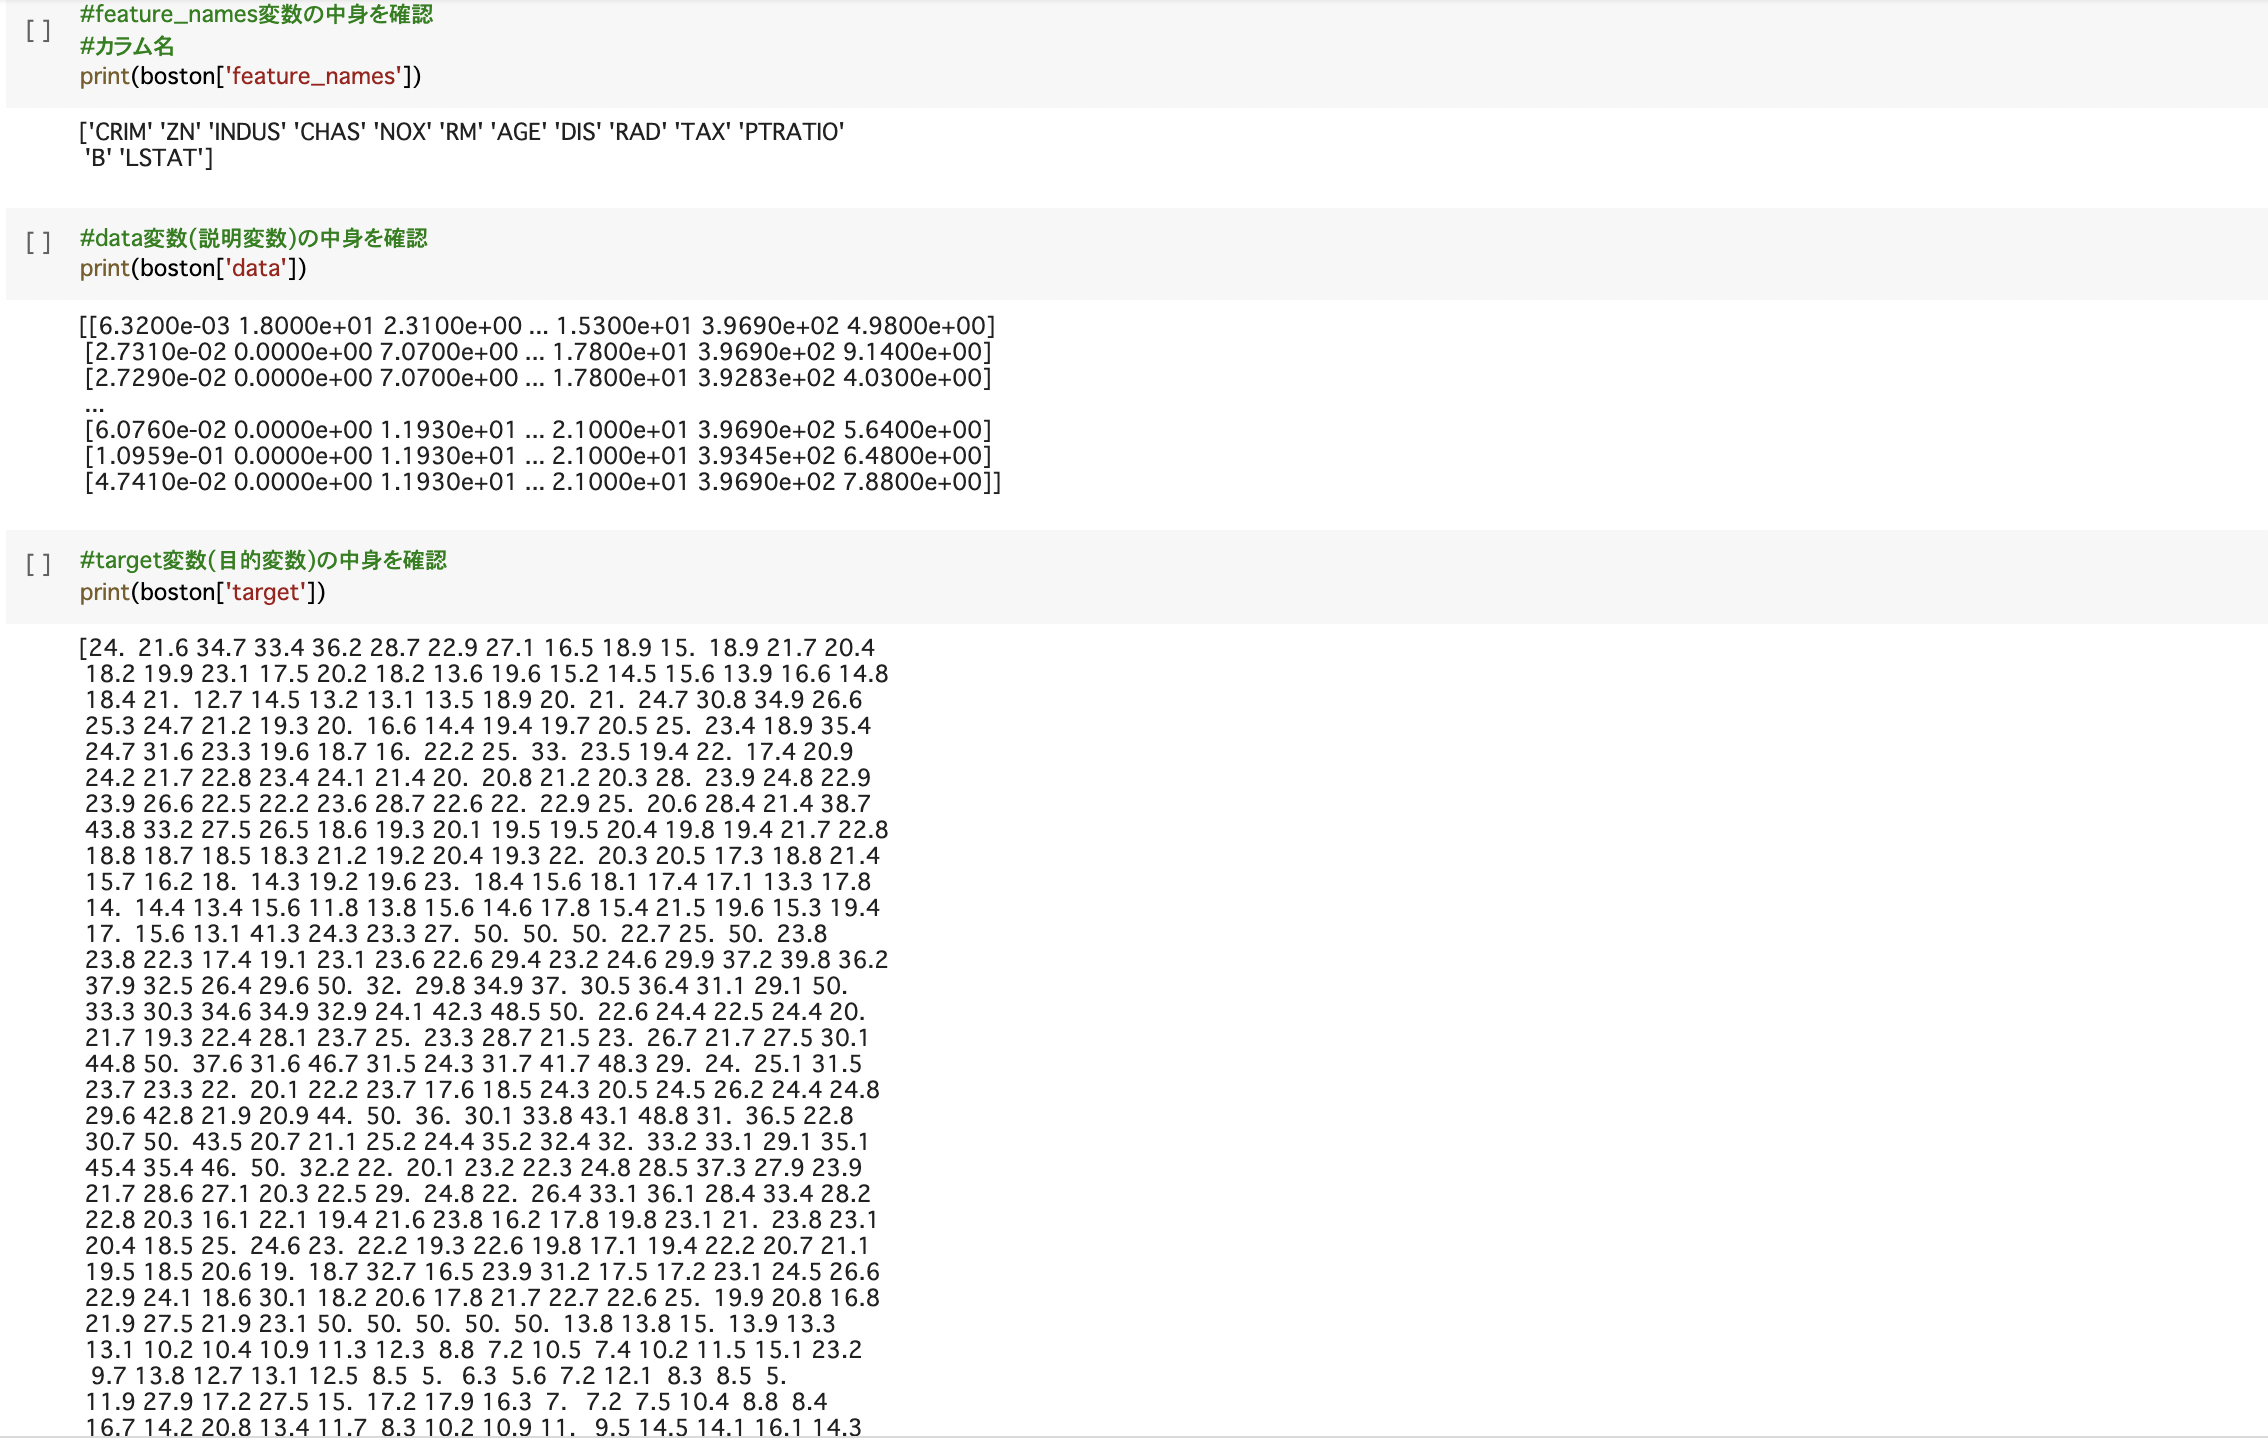 [ ]
#feature_names変数の中身を確認
#カラム名
print(boston['feature_names'])
['CRIM' 'ZN' 'INDUS' 'CHAS' 'NOX' 'RM' 'AGE' 'DIS' 'RAD' 'TAX' 'PTRATIO'
'B' 'LSTAT']
[ ]
#data変数(説明変数)の中身を確認
print(boston['data'])
[[6.3200e-03 1.8000e+01 2.3100e+00 ... 1.5300e+01 3.9690e+02 4.9800e+00]
[2.7310e-02 0.0000e+00 7.0700e+00 ... 1.7800e+01 3.9690e+02 9.1400e+00]
[2.7290e-02 0.0000e+00 7.0700e+00 ... 1.7800e+01 3.9283e+02 4.0300e+00]
...
[6.0760e-02 0.0000e+00 1.1930e+01 ... 2.1000e+01 3.9690e+02 5.6400e+00]
[1.0959e-01 0.0000e+00 1.1930e+01 ... 2.1000e+01 3.9345e+02 6.4800e+00]
[4.7410e-02 0.0000e+00 1.1930e+01 ... 2.1000e+01 3.9690e+02 7.8800e+00]]
[ ]
#target変数(目的変数)の中身を確認
print(boston['target'])
[24. 21.6 34.7 33.4 36.2 28.7 22.9 27.1 16.5 18.9 15. 18.9 21.7 20.4
18.2 19.9 23.1 17.5 20.2 18.2 13.6 19.6 15.2 14.5 15.6 13.9 16.6 14.8
18.4 21. 12.7 14.5 13.2 13.1 13.5 18.9 20. 21. 24.7 30.8 34.9 26.6
25.3 24.7 21.2 19.3 20. 16.6 14.4 19.4 19.7 20.5 25. 23.4 18.9 35.4
24.7 31.6 23.3 19.6 18.7 16. 22.2 25. 33. 23.5 19.4 22. 17.4 20.9
24.2 21.7 22.8 23.4 24.1 21.4 20. 20.8 21.2 20.3 28. 23.9 24.8 22.9
23.9 26.6 22.5 22.2 23.6 28.7 22.6 22. 22.9 25. 20.6 28.4 21.4 38.7
43.8 33.2 27.5 26.5 18.6 19.3 20.1 19.5 19.5 20.4 19.8 19.4 21.7 22.8
18.8 18.7 18.5 18.3 21.2 19.2 20.4 19.3 22. 20.3 20.5 17.3 18.8 21.4
15.7 16.2 18. 14.3 19.2 19.6 23. 18.4 15.6 18.1 17.4 17.1 13.3 17.8
14. 14.4 13.4 15.6 11.8 13.8 15.6 14.6 17.8 15.4 21.5 19.6 15.3 19.4
17. 15.6 13.1 41.3 24.3 23.3 27. 50. 50. 50. 22.7 25. 50. 23.8
23.8 22.3 17.4 19.1 23.1 23.6 22.6 29.4 23.2 24.6 29.9 37.2 39.8 36.2
37.9 32.5 26.4 29.6 50. 32. 29.8 34.9 37. 30.5 36.4 31.1 29.1 50.
33.3 30.3 34.6 34.9 32.9 24.1 42.3 48.5 50. 22.6 24.4 22.5 24.4 20.
21.7 19.3 22.4 28.1 23.7 25. 23.3 28.7 21.5 23. 26.7 21.7 27.5 30.1
44.8 50. 37.6 31.6 46.7 31.5 24.3 31.7 41.7 48.3 29. 24. 25.1 31.5
23.7 23.3 22. 20.1 22.2 23.7 17.6 18.5 24.3 20.5 24.5 26.2 24.4 24.8
29.6 42.8 21.9 20.9 44. 50. 36. 30.1 33.8 43.1 48.8 31. 36.5 22.8
30.7 50. 43.5 20.7 21.1 25.2 24.4 35.2 32.4 32. 33.2 33.1 29.1 35.1
45.4 35.4 46. 50. 32.2 22. 20.1 23.2 22.3 24.8 28.5 37.3 27.9 23.9
21.7 28.6 27.1 20.3 22.5 29. 24.8 22. 26.4 33.1 36.1 28.4 33.4 28.2
22.8 20.3 16.1 22.1 19.4 21.6 23.8 16.2 17.8 19.8 23.1 21. 23.8 23.1
20.4 18.5 25. 24.6 23. 22.2 19.3 22.6 19.8 17.1 19.4 22.2 20.7 21.1
19.5 18.5 20.6 19. 18.7 32.7 16.5 23.9 31.2 17.5 17.2 23.1 24.5 26.6
22.9 24.1 18.6 30.1 18.2 20.6 17.8 21.7 22.7 22.6 25. 19.9 20.8 16.8
21.9 27.5 21.9 23.1 50. 50. 50. 50. 50. 13.8 13.8 15. 13.9 13.3
13.1 10.2 10.4 10.9 11.3 12.3 8.8 7.2 10.5 7.4 10.2 11.5 15.1 23.2
9.7 13.8 12.7 13.1 12.5 8.5 5. 6.3 5.6 7.2 12.1 8.3 8.5 5.
11.9 27.9 17.2 27.5 15. 17.2 17.9 16.3 7. 7.2 7.5 10.4 8.8 8.4
16.7 14.2 20.8 13.4 11.7 8.3 10.2 10.9 11. 9.5 14.5 14.1 16.1 14.3